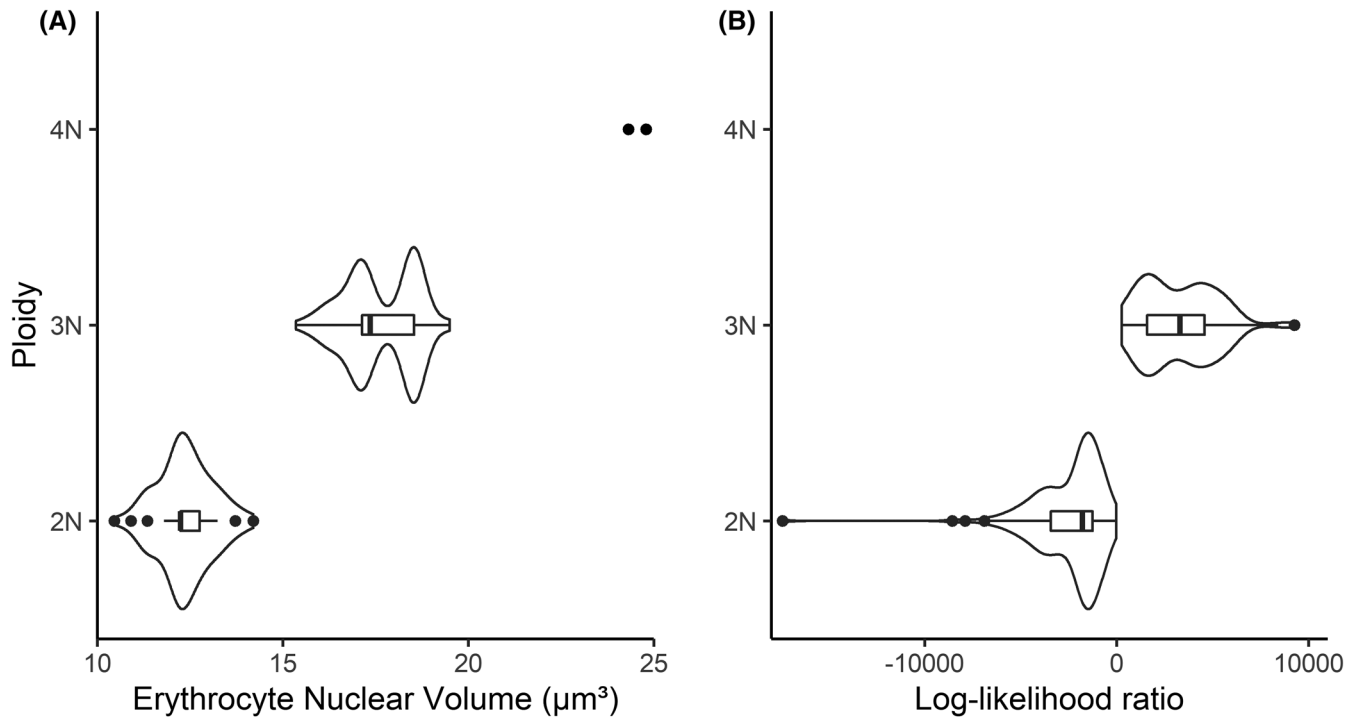 (A)
Ploidy
4N
3N
2N
10 15 20 25
Erythrocyte Nuclear Volume (µm³)
(B)
4N
3N
2N
-10000 0 10000
Log-likelihood ratio